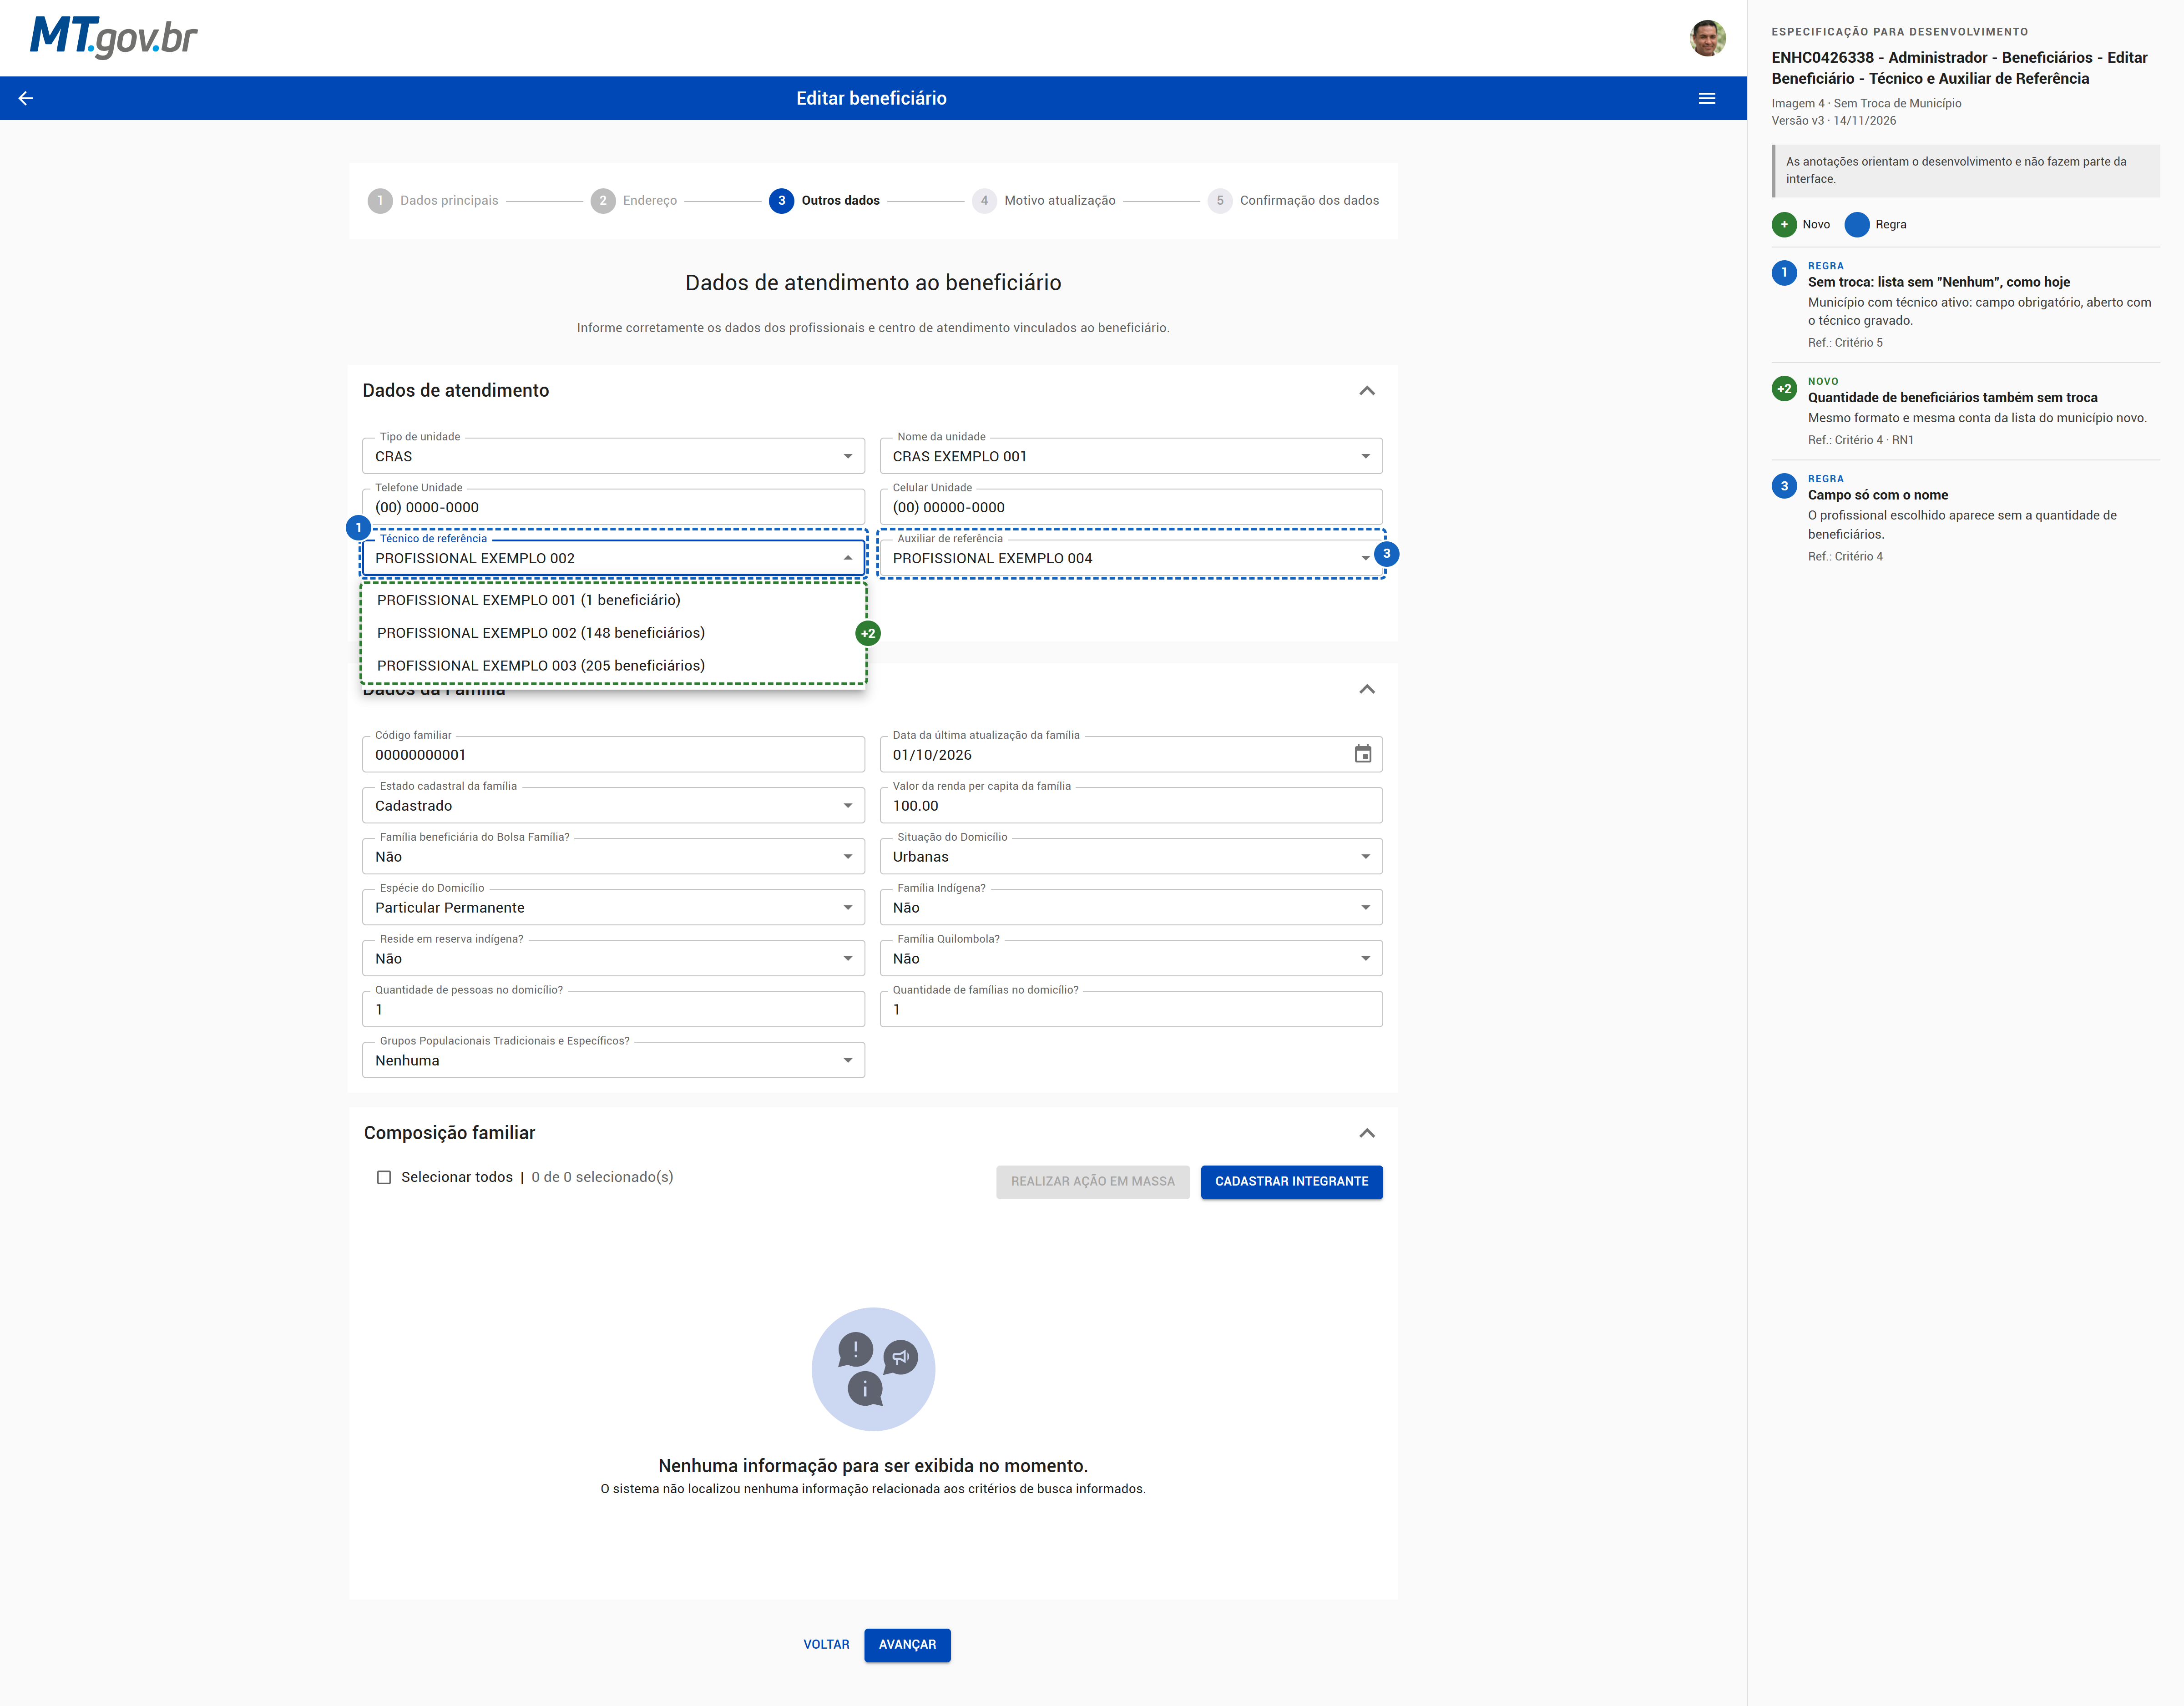 MT.gov.br
Editar beneficiário
1 Dados principais
2 Endereço
3 Outros dados
4 Motivo atualização
5 Confirmação dos dados
Dados de atendimento ao beneficiário
Informe corretamente os dados dos profissionais e centro de atendimento vinculados ao beneficiário.
Dados de atendimento
Tipo de unidade
CRAS
Nome da unidade
CRAS EXEMPLO 001
Telefone Unidade
(00) 0000-0000
Celular Unidade
(00) 00000-0000
1
Técnico de referência
PROFISSIONAL EXEMPLO 002
Auxiliar de referência
PROFISSIONAL EXEMPLO 004
3
PROFISSIONAL EXEMPLO 001 (1 beneficiário)
PROFISSIONAL EXEMPLO 002 (148 beneficiários)
+2
PROFISSIONAL EXEMPLO 003 (205 beneficiários)
Dados da Família
Código familiar
00000000001
Data da última atualização da família
01/10/2026
Estado cadastral da família
Cadastrado
Valor da renda per capita da família
100.00
Família beneficiária do Bolsa Família?
Não
Situação do Domicílio
Urbanas
Espécie do Domicílio
Particular Permanente
Família Indígena?
Não
Reside em reserva indígena?
Não
Família Quilombola?
Não
Quantidade de pessoas no domicílio?
1
Quantidade de famílias no domicílio?
1
Grupos Populacionais Tradicionais e Específicos?
Nenhuma
Composição familiar
Selecionar todos | 0 de 0 selecionado(s)
REALIZAR AÇÃO EM MASSA
CADASTRAR INTEGRANTE
Nenhuma informação para ser exibida no momento.
O sistema não localizou nenhuma informação relacionada aos critérios de busca informados.
VOLTAR
AVANÇAR
ESPECIFICAÇÃO PARA DESENVOLVIMENTO
ENHC0426338 - Administrador - Beneficiários - Editar
Beneficiário - Técnico e Auxiliar de Referência
Imagem 4 · Sem Troca de Município
Versão v3 · 14/11/2026
As anotações orientam o desenvolvimento e não fazem parte da
interface.
+ Novo
Regra
1
REGRA
Sem troca: lista sem "Nenhum", como hoje
Município com técnico ativo: campo obrigatório, aberto com
o técnico gravado.
Ref.: Critério 5
+2
NOVO
Quantidade de beneficiários também sem troca
Mesmo formato e mesma conta da lista do município novo.
Ref.: Critério 4 · RN1
3
REGRA
Campo só com o nome
O profissional escolhido aparece sem a quantidade de
beneficiários.
Ref.: Critério 4